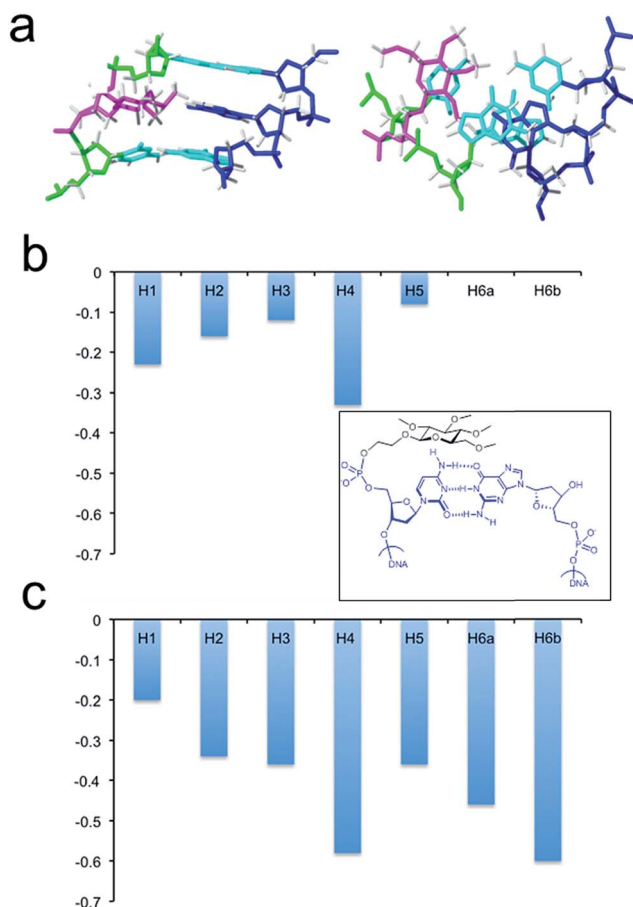 a
b
0
H1 H2 H3 H4 H5 H6a H6b
-0.1
-0.2
-0.3
-0.4
-0.5
-0.6
-0.7
H
N-H O N
O N H-N N OH
N N O
O H-N
H
O P O
O-
DNA
O P O-
O
DNA
c
0
H1 H2 H3 H4 H5 H6a H6b
-0.1
-0.2
-0.3
-0.4
-0.5
-0.6
-0.7